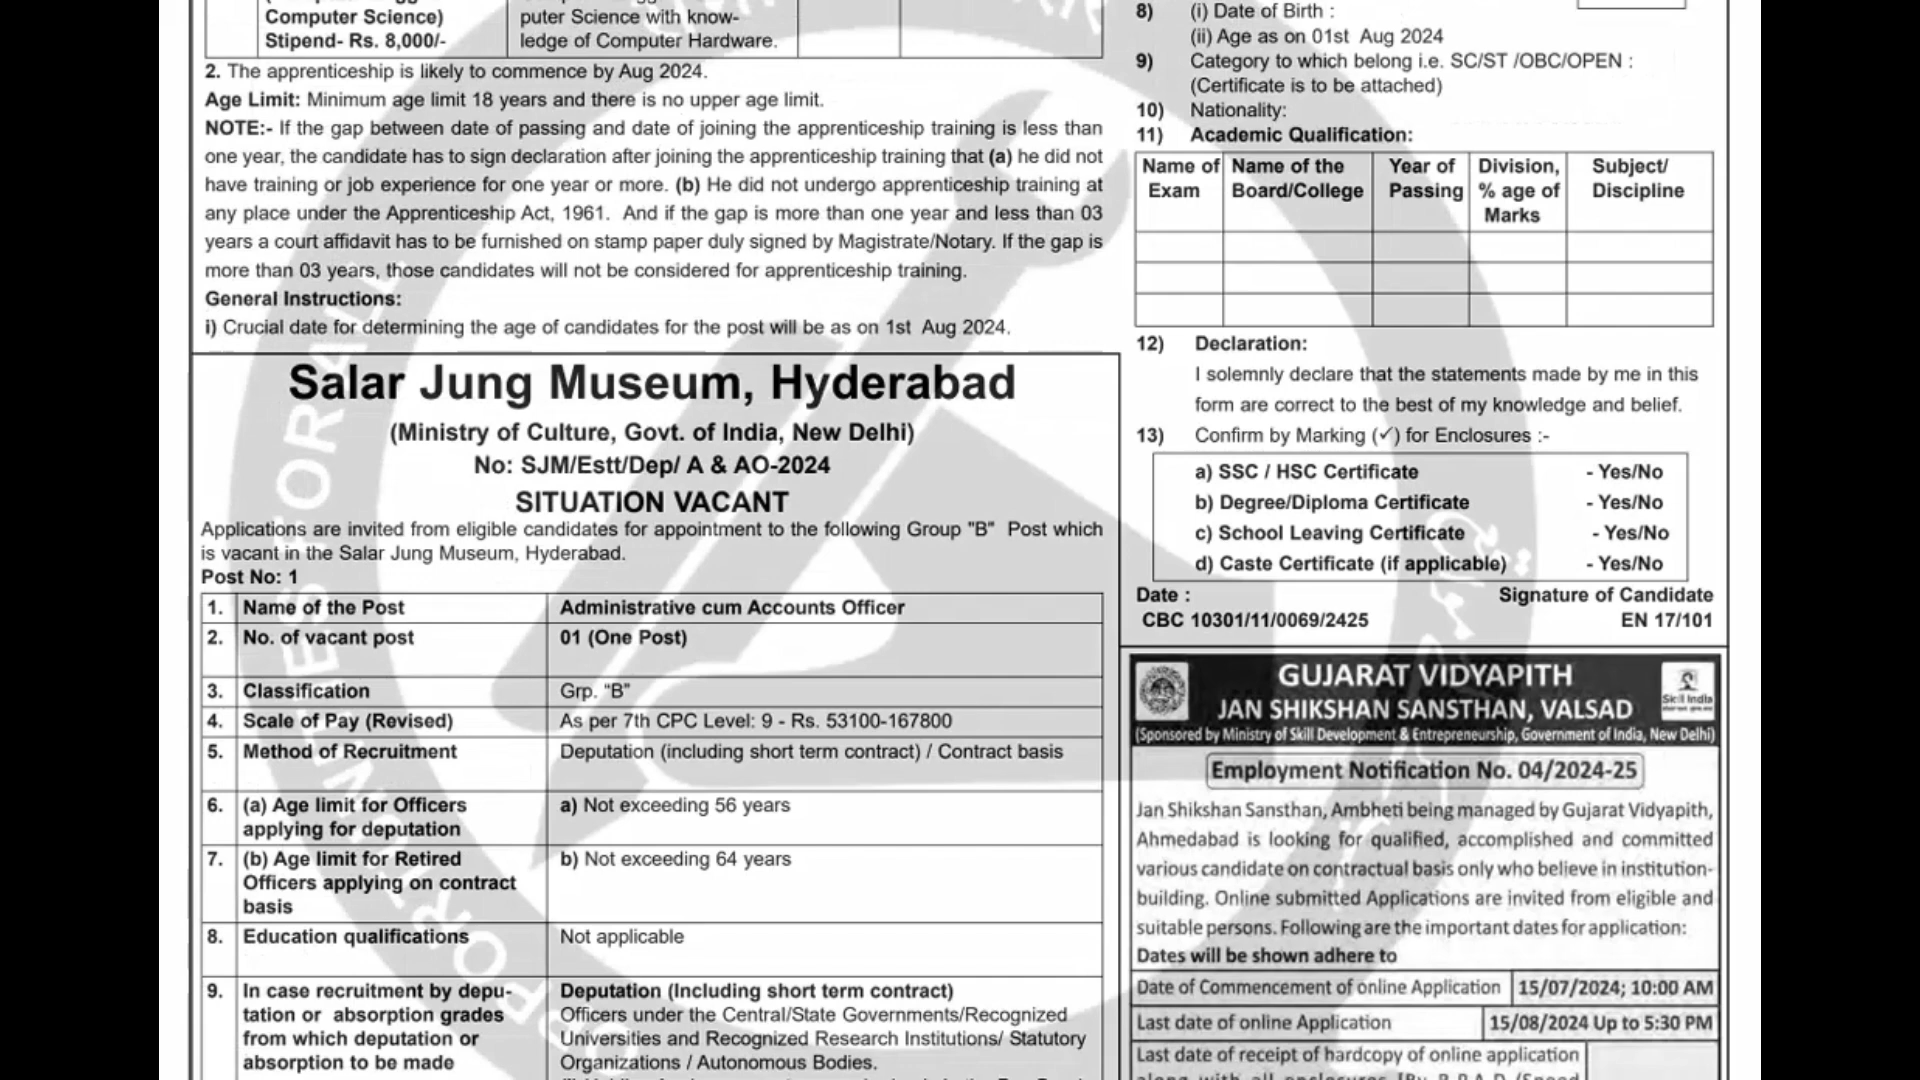 Computer Science)
Stipend- Rs. 8,000/-
puter Science with know-
ledge of Computer Hardware.
2. The apprenticeship is likely to commence by Aug 2024.
Age Limit: Minimum age limit 18 years and there is no upper age limit.
NOTE:- If the gap between date of passing and date of joining the apprenticeship training is less than
one year, the candidate has to sign declaration after joining the apprenticeship training that (a) he did not
have training or job experience for one year or more. (b) He did not undergo apprenticeship training at
any place under the Apprenticeship Act, 1961. And if the gap is more than one year and less than 03
years a court affidavit has to be furnished on stamp paper duly signed by Magistrate/Notary. If the gap is
more than 03 years, those candidates will not be considered for apprenticeship training.
General Instructions:
i) Crucial date for determining the age of candidates for the post will be as on 1st Aug 2024.
Salar Jung Museum, Hyderabad
(Ministry of Culture, Govt. of India, New Delhi)
No: SJM/Estt/Dep/ A & AO-2024
SITUATION VACANT
Applications are invited from eligible candidates for appointment to the following Group "B" Post which
is vacant in the Salar Jung Museum, Hyderabad.
Post No: 1
1. Name of the Post Administrative cum Accounts Officer
2. No. of vacant post 01 (One Post)
3. Classification Grp. "B"
4. Scale of Pay (Revised) As per 7th CPC Level: 9 - Rs. 53100-167800
5. Method of Recruitment Deputation (including short term contract) / Contract basis
6. (a) Age limit for Officers a) Not exceeding 56 years
applying for deputation
7. (b) Age limit for Retired b) Not exceeding 64 years
Officers applying on contract
basis
8. Education qualifications Not applicable
9. In case recruitment by depu- Deputation (Including short term contract)
tation or absorption grades Officers under the Central/State Governments/Recognized
from which deputation or Universities and Recognized Research Institutions/ Statutory
absorption to be made Organizations / Autonomous Bodies.
8) (i) Date of Birth :
(ii) Age as on 01st Aug 2024
9) Category to which belong i.e. SC/ST /OBC/OPEN :
(Certificate is to be attached)
10) Nationality:
11) Academic Qualification:
Name of Name of the Year of Division, Subject/
Exam Board/College Passing % age of Discipline
Marks
12) Declaration:
I solemnly declare that the statements made by me in this
form are correct to the best of my knowledge and belief.
13) Confirm by Marking (✓) for Enclosures :-
a) SSC / HSC Certificate - Yes/No
b) Degree/Diploma Certificate - Yes/No
c) School Leaving Certificate - Yes/No
d) Caste Certificate (if applicable) - Yes/No
Date : Signature of Candidate
CBC 10301/11/0069/2425 EN 17/101
GUJARAT VIDYAPITH
JAN SHIKSHAN SANSTHAN, VALSAD
Skill India
(Sponsored by Ministry of Skill Development & Entrepreneurship, Government of India, New Delhi)
Employment Notification No. 04/2024-25
Jan Shikshan Sansthan, Ambheti being managed by Gujarat Vidyapith,
Ahmedabad is looking for qualified, accomplished and committed
various candidate on contractual basis only who believe in institution-
building. Online submitted Applications are invited from eligible and
suitable persons. Following are the important dates for application:
Dates will be shown adhere to
Date of Commencement of online Application 15/07/2024; 10:00 AM
Last date of online Application 15/08/2024 Up to 5:30 PM
Last date of receipt of hardcopy of online application